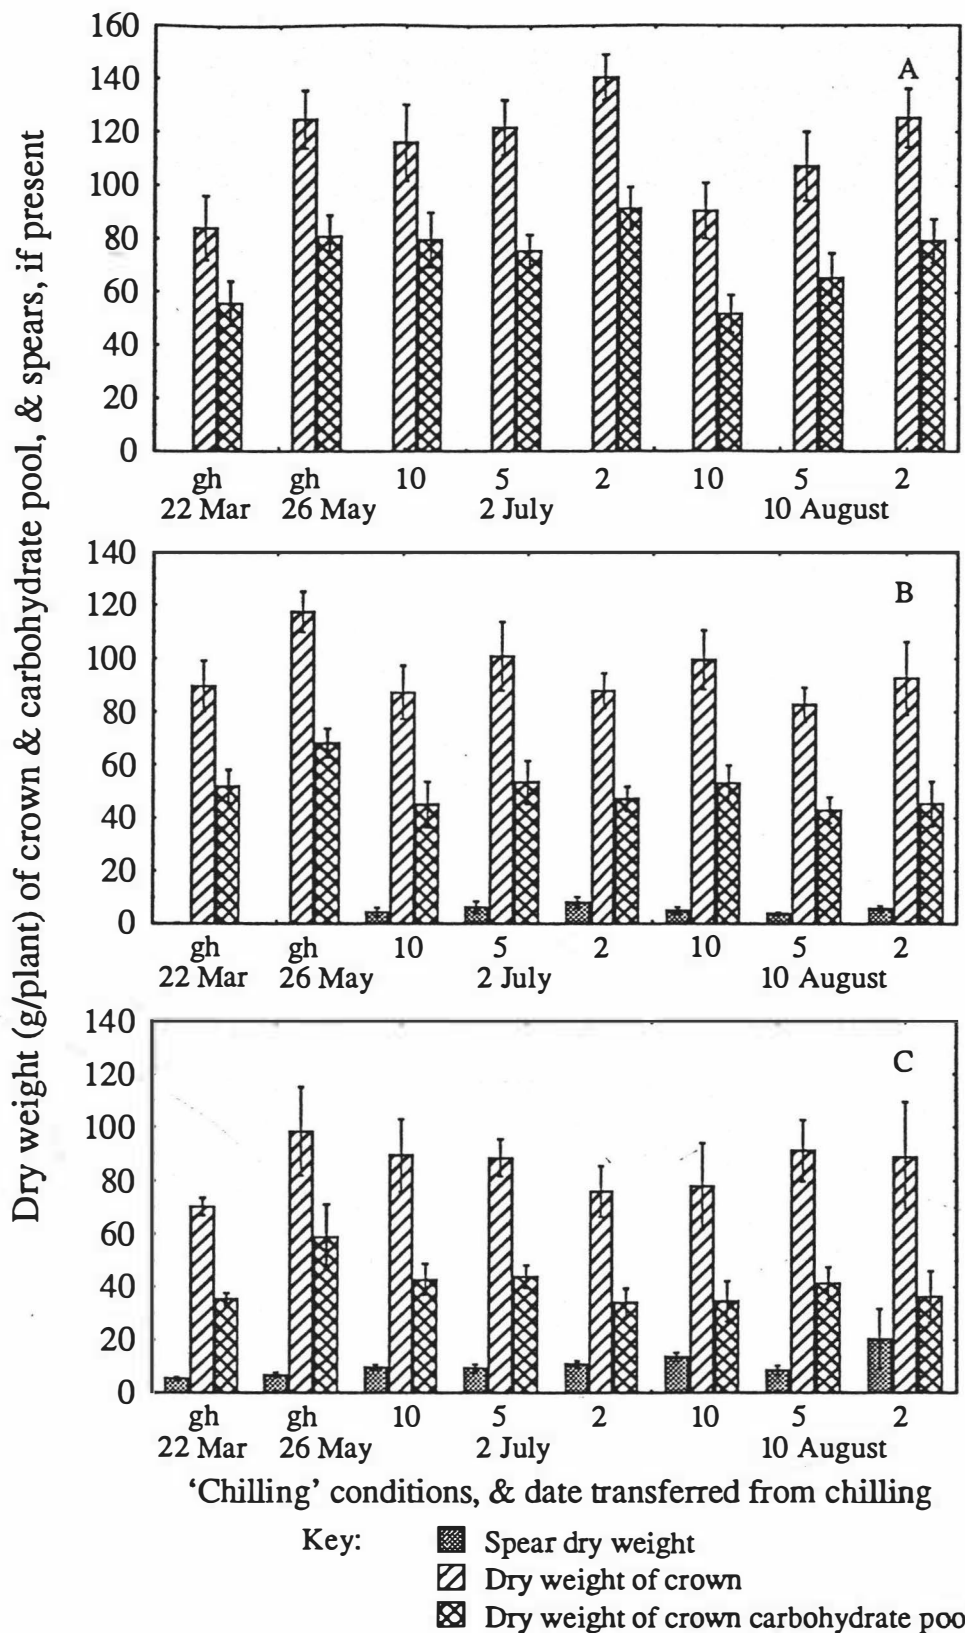 Dry weight (g/plant) of crown & carbohydrate pool, & spears, if present
160
140
120
100
80
60
40
20
0
A
gh gh 10 5 2 10 5 2
22 Mar 26 May 2 July 10 August
140
120
100
80
60
40
20
0
B
gh gh 10 5 2 10 5 2
22 Mar 26 May 2 July 10 August
140
120
100
80
60
40
20
0
C
gh gh 10 5 2 10 5 2
22 Mar 26 May 2 July 10 August
‘Chilling’ conditions, & date transferred from chilling
Key:
Spear dry weight
Dry weight of crown
Dry weight of crown carbohydrate poo